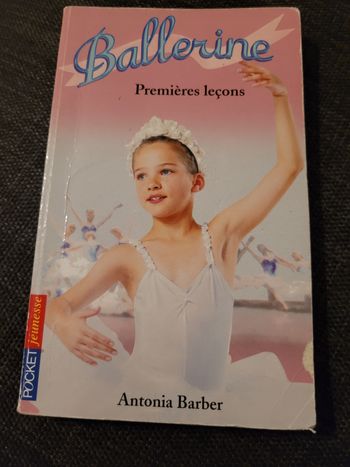 Ballerine
Premières leçons
POCKET jeunesse
Antonia Barber